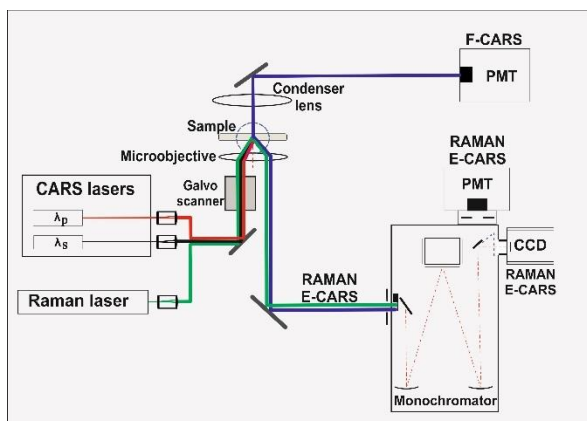 F-CARS
PMT
Condenser
lens
Sample
Microobjective
Galvo
scanner
CARS lasers
λp
λs
Raman laser
RAMAN
E-CARS
PMT
CCD
RAMAN
E-CARS
RAMAN
E-CARS
Monochromator